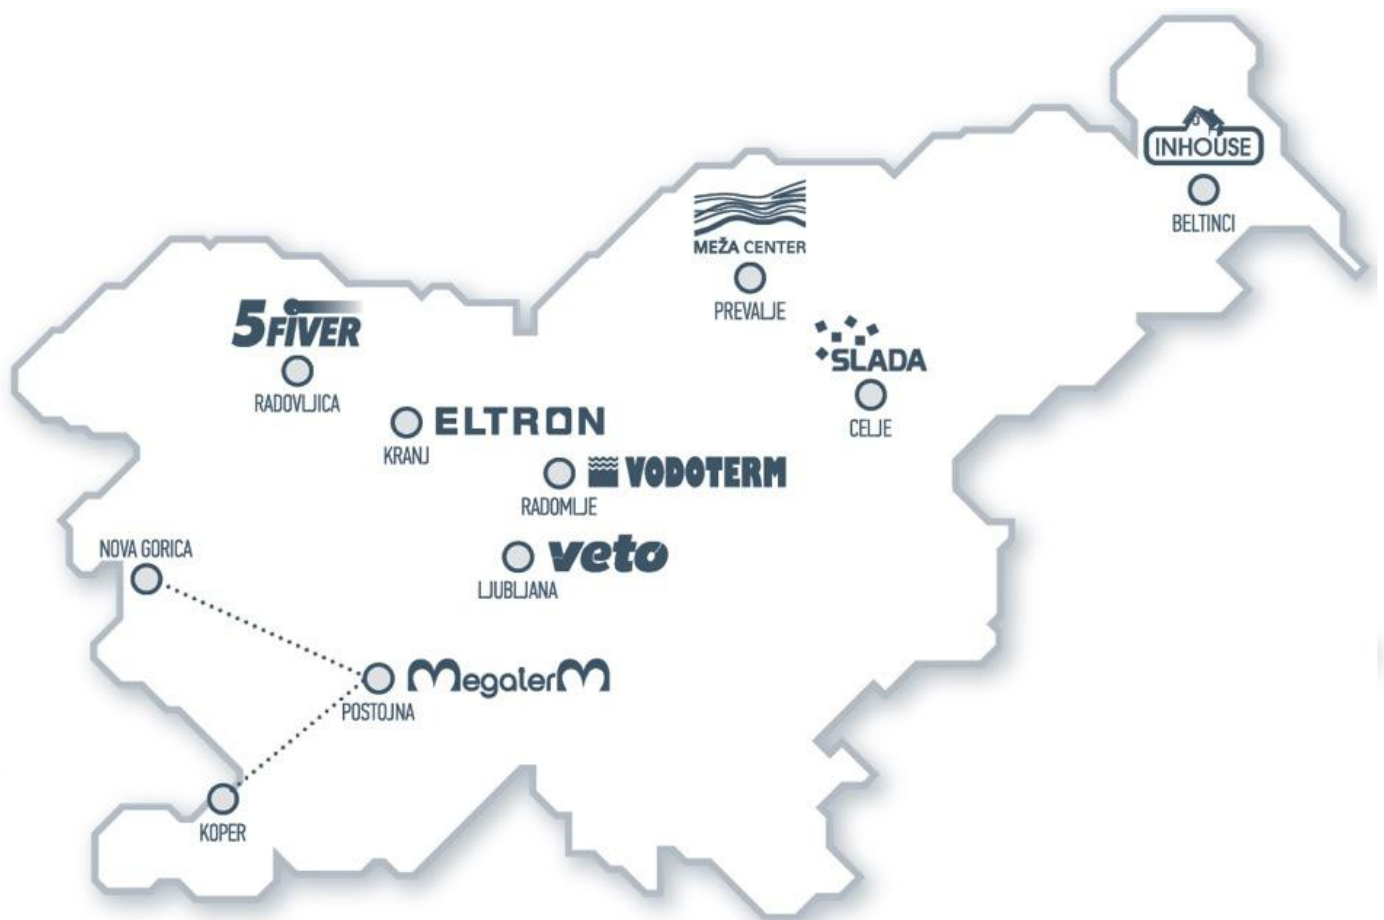 INHOUSE
BELTINCI
MEŽA CENTER
PREVALJE
5FIVER
RADOVLJICA
SLADA
CELJE
ELTRON
KRANJ
VODOTERM
RADOMLJE
veto
LJUBLJANA
NOVA GORICA
MegaterM
POSTOJNA
KOPER